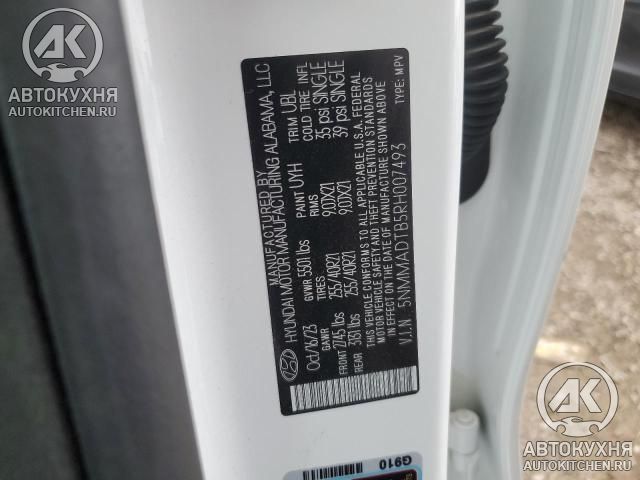 AK
АВТОКУХНЯ
AUTOKITCHEN.RU
MANUFACTURED BY
HYUNDAI MOTOR MANUFACTURING ALABAMA, LLC
Oct/16/23 GVWR 5501 lbs PAINT UYH TRIM UBL
GAWR TIRES RIMS COLD TIRE INFL
FRONT 2745 lbs 255/40R21 9.0JX21 35 psi SINGLE
REAR 3151 lbs 255/40R21 9.0JX21 39 psi SINGLE
THIS VEHICLE CONFORMS TO ALL APPLICABLE U.S.A. FEDERAL
MOTOR VEHICLE SAFETY AND THEFT PREVENTION STANDARDS
IN EFFECT ON THE DATE OF MANUFACTURE SHOWN ABOVE
V.I.N 5NMMADTB5RH007493 TYPE: MPV
G910
AK
АВТОКУХНЯ
AUTOKITCHEN.RU